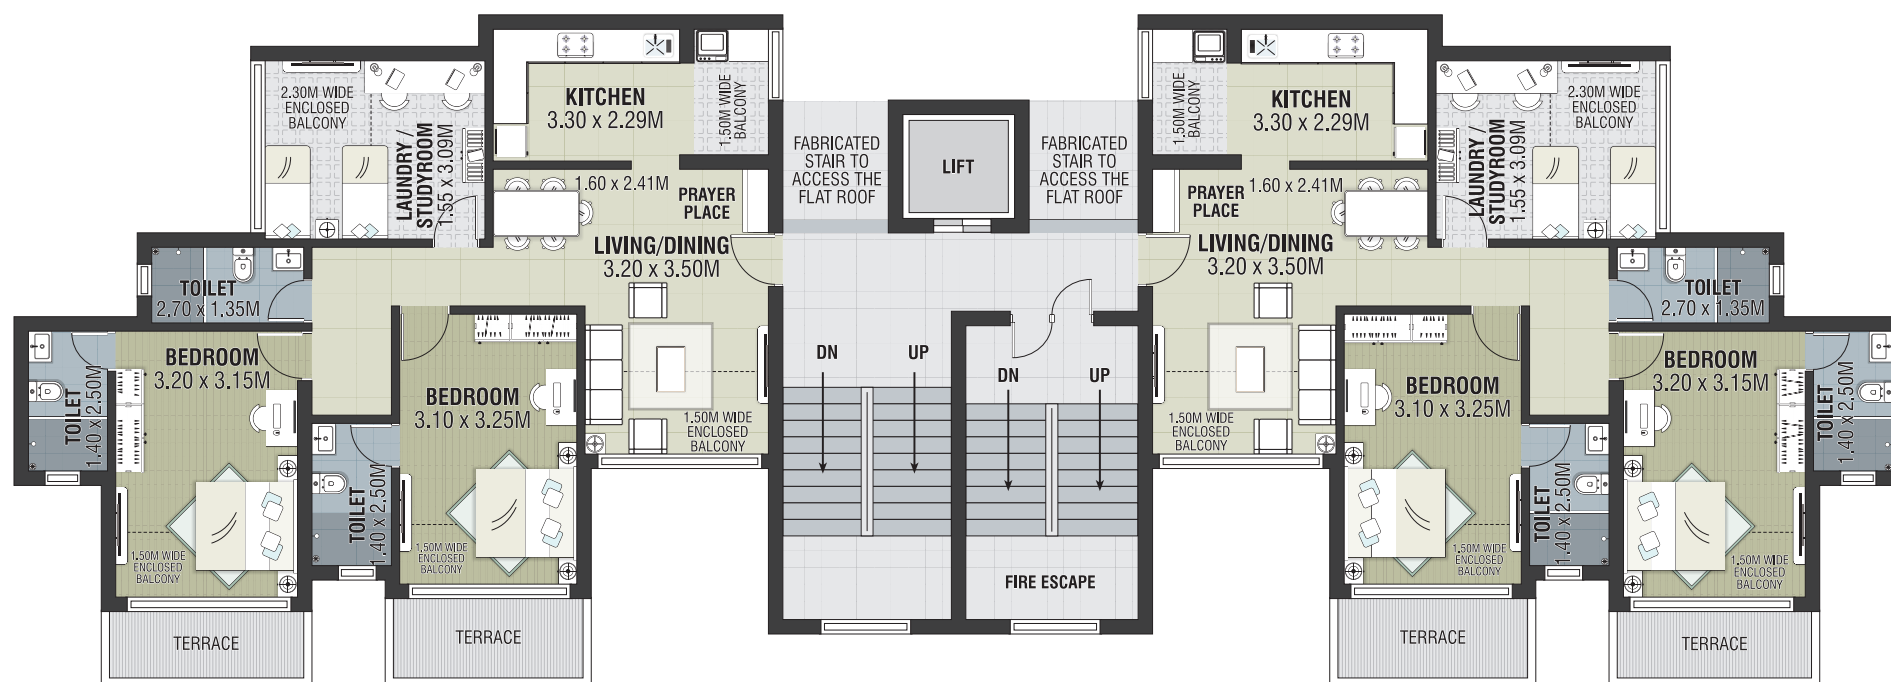 KITCHEN
3.30 x 2.29M
1.50M WIDE
BALCONY
2.30M WIDE
ENCLOSED
BALCONY
LAUNDRY /
STUDYROOM
1.55 x 3.09M
1.60 x 2.41M
PRAYER
PLACE
LIVING/DINING
3.20 x 3.50M
TOILET
2.70 x 1.35M
BEDROOM
3.20 x 3.15M
TOILET
1.40 x 2.50M
BEDROOM
3.10 x 3.25M
1.50M WIDE
ENCLOSED
BALCONY
TOILET
1.40 x 2.50M
1.50M WIDE
ENCLOSED
BALCONY
1.50M WIDE
ENCLOSED
BALCONY
TERRACE
TERRACE
FABRICATED
STAIR TO
ACCESS THE
FLAT ROOF
LIFT
FABRICATED
STAIR TO
ACCESS THE
FLAT ROOF
DN
UP
DN
UP
FIRE ESCAPE
1.50M WIDE
BALCONY
KITCHEN
3.30 x 2.29M
2.30M WIDE
ENCLOSED
BALCONY
LAUNDRY /
STUDYROOM
1.55 x 3.09M
PRAYER
PLACE
1.60 x 2.41M
LIVING/DINING
3.20 x 3.50M
TOILET
2.70 x 1.35M
BEDROOM
3.10 x 3.25M
BEDROOM
3.20 x 3.15M
TOILET
1.40 x 2.50M
1.50M WIDE
ENCLOSED
BALCONY
TOILET
1.40 x 2.50M
1.50M WIDE
ENCLOSED
BALCONY
1.50M WIDE
ENCLOSED
BALCONY
TERRACE
TERRACE